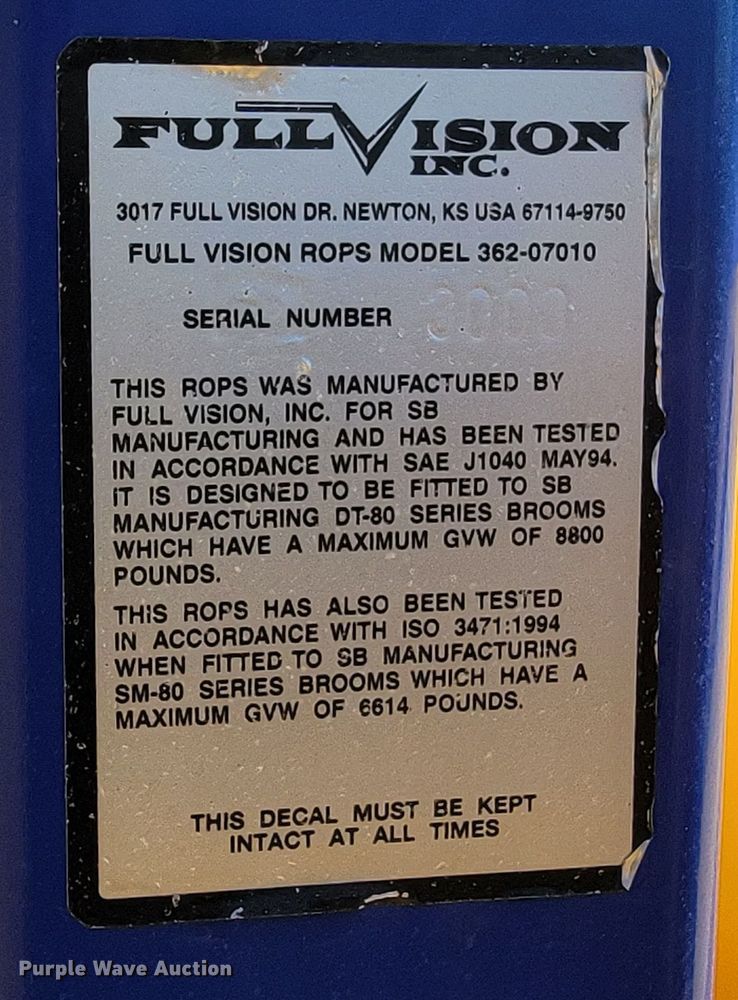 FULL VISION
INC.
3017 FULL VISION DR. NEWTON, KS USA 67114-9750
FULL VISION ROPS MODEL 362-07010
SERIAL NUMBER
THIS ROPS WAS MANUFACTURED BY
FULL VISION, INC. FOR SB
MANUFACTURING AND HAS BEEN TESTED
IN ACCORDANCE WITH SAE J1040 MAY94.
IT IS DESIGNED TO BE FITTED TO SB
MANUFACTURING DT-80 SERIES BROOMS
WHICH HAVE A MAXIMUM GVW OF 8800
POUNDS.
THIS ROPS HAS ALSO BEEN TESTED
IN ACCORDANCE WITH ISO 3471:1994
WHEN FITTED TO SB MANUFACTURING
SM-80 SERIES BROOMS WHICH HAVE A
MAXIMUM GVW OF 6614 POUNDS.
THIS DECAL MUST BE KEPT
INTACT AT ALL TIMES
Purple Wave Auction